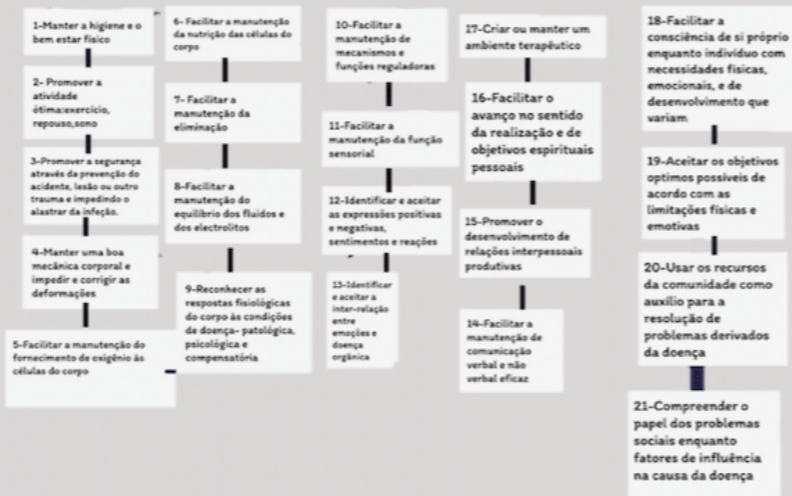 1-Manter a higiene e o
bem estar físico
2- Promover a
atividade
ótima:exercício,
repouso,sono
3-Promover a segurança
através da prevenção do
acidente, lesão ou outro
trauma e impedindo o
alastrar da infeção.
4-Manter uma boa
mecânica corporal e
impedir e corrigir as
deformações
5-Facilitar a manutenção do
fornecimento de oxigênio às
células do corpo
6- Facilitar a manutenção
da nutrição das células do
corpo
7- Facilitar a
manutenção da
eliminação
8-Facilitar a
manutenção do
equilíbrio dos fluidos e
dos electrolitos
9-Reconhecer as
respostas fisiológicas
do corpo às condições
de doença- patológica,
psicológica e
compensatória
10-Facilitar a
manutenção de
mecanismos e
funções reguladoras
11-Facilitar a
manutenção da função
sensorial
12-Identificar e aceitar
as expressões positivas
e negativas,
sentimentos e reações
13-Identificar
e aceitar a
inter-relação
entre
emoções e
doença
orgânica
17-Criar ou manter um
ambiente terapêutico
16-Facilitar o
avanço no sentido
da realização e de
objetivos espirituais
pessoais
15-Promover o
desenvolvimento de
relações interpessoais
produtivas
14-Facilitar a
manutenção de
comunicação
verbal e não
verbal eficaz
18-Facilitar a
consciência de si próprio
enquanto indivíduo com
necessidades físicas,
emocionais, e de
desenvolvimento que
variam
19-Aceitar os objetivos
optimos possíveis de
acordo com as
limitações físicas e
emotivas
20-Usar os recursos
da comunidade como
auxílio para a
resolução de
problemas derivados
da doença
21-Compreender o
papel dos problemas
sociais enquanto
fatores de influência
na causa da doença